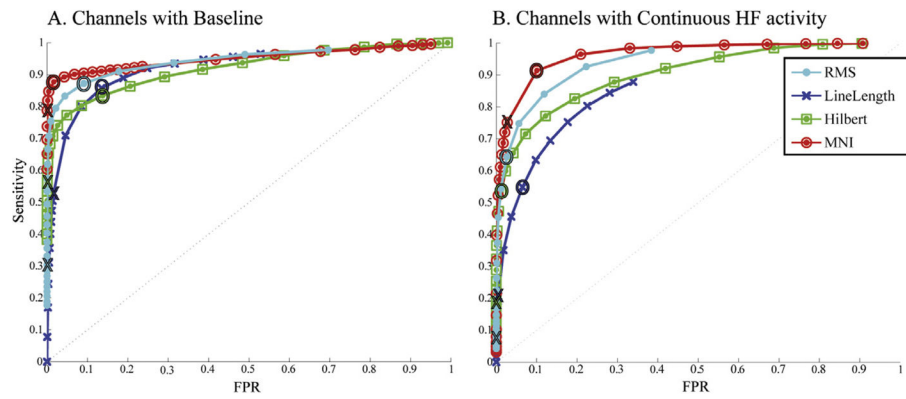 A. Channels with Baseline
B. Channels with Continuous HF activity
Sensitivity
1
0.9
0.8
0.7
0.6
0.5
0.4
0.3
0.2
0.1
0
0 0.1 0.2 0.3 0.4 0.5 0.6 0.7 0.8 0.9 1
FPR
1
0.9
0.8
0.7
0.6
0.5
0.4
0.3
0.2
0.1
0
0 0.1 0.2 0.3 0.4 0.5 0.6 0.7 0.8 0.9 1
FPR
RMS
LineLength
Hilbert
MNI